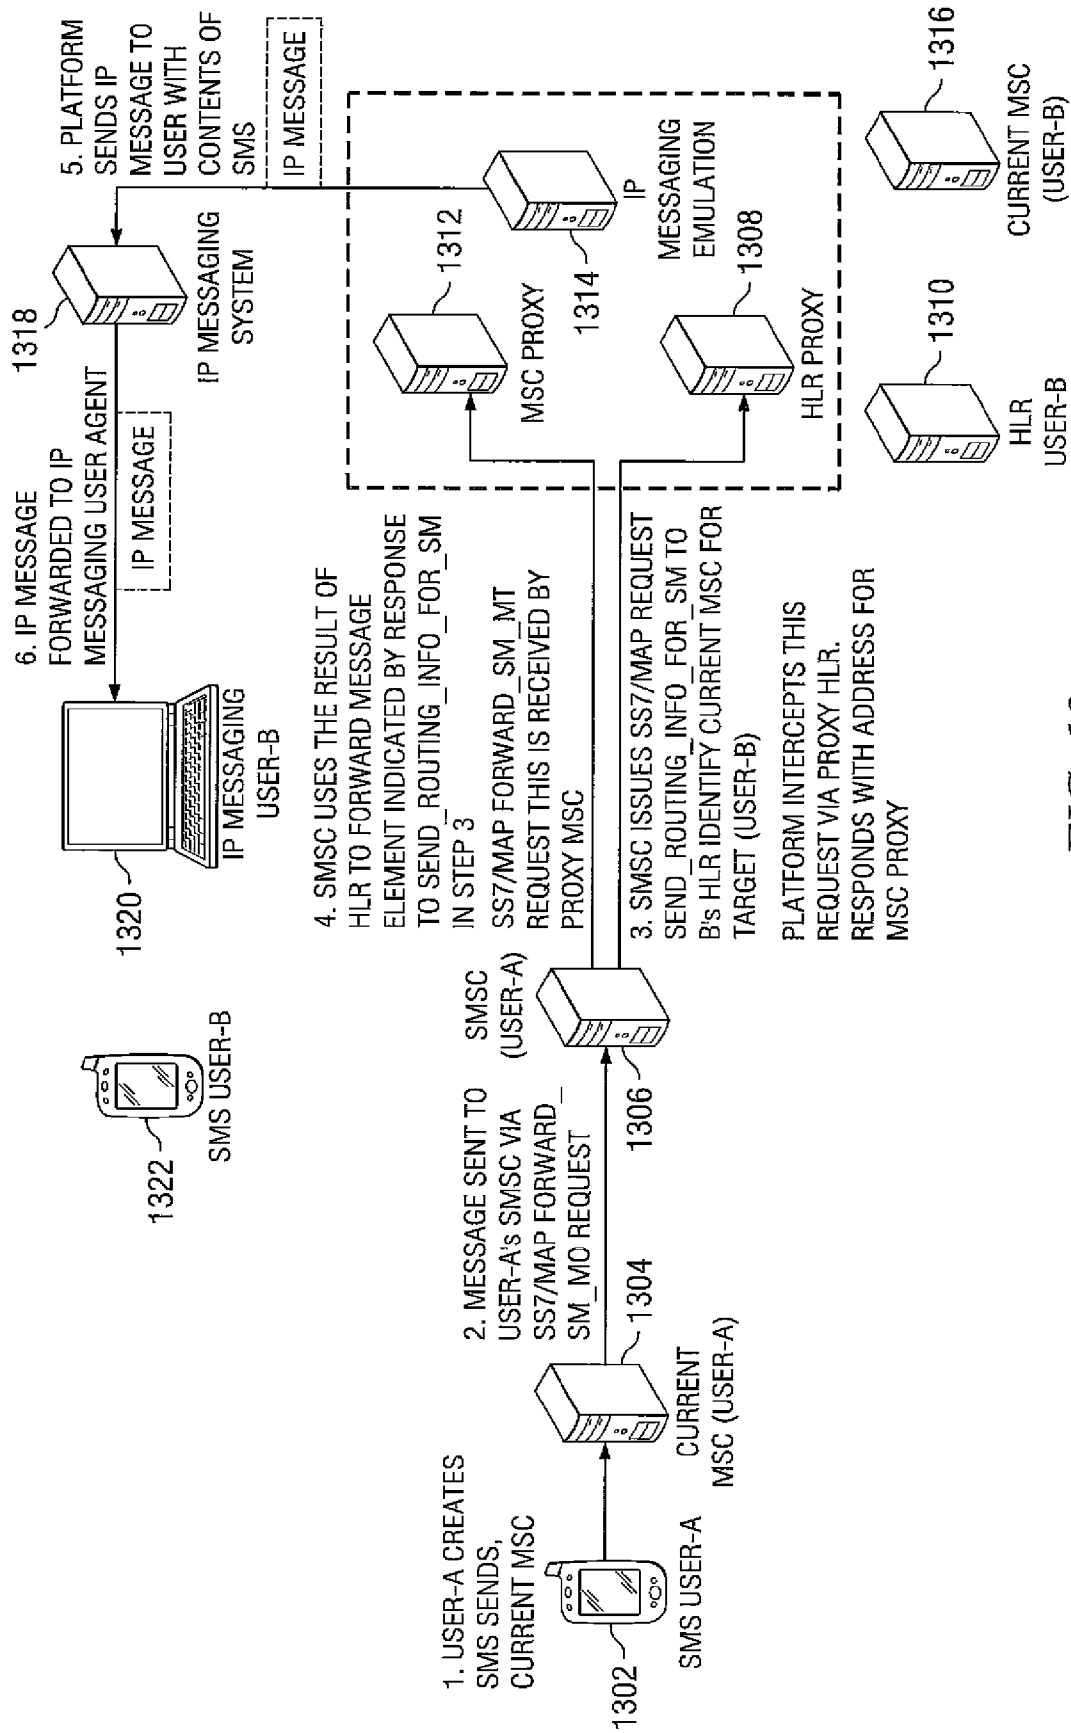 1. USER-A CREATES
SMS SENDS,
CURRENT MSC
1302
SMS USER-A
CURRENT
MSC (USER-A)
1304
2. MESSAGE SENT TO
USER-A's SMSC VIA
SS7/MAP FORWARD_
SM_MO REQUEST
1306
SMSC
(USER-A)
3. SMSC ISSUES SS7/MAP REQUEST
SEND_ROUTING_INFO_FOR_SM TO
B's HLR IDENTIFY CURRENT MSC FOR
TARGET (USER-B)
PLATFORM INTERCEPTS THIS
REQUEST VIA PROXY HLR.
RESPONDS WITH ADDRESS FOR
MSC PROXY
4. SMSC USES THE RESULT OF
HLR TO FORWARD MESSAGE
ELEMENT INDICATED BY RESPONSE
TO SEND_ROUTING_INFO_FOR_SM
IN STEP 3
SS7/MAP FORWARD_SM_MT
REQUEST THIS IS RECEIVED BY
PROXY MSC
MSC PROXY
1312
HLR PROXY
1308
1314
IP
MESSAGING
EMULATION
HLR
USER-B
1310
CURRENT MSC
(USER-B)
1316
5. PLATFORM
SENDS IP
MESSAGE TO
USER WITH
CONTENTS OF
SMS
IP MESSAGE
1318
IP MESSAGING
SYSTEM
6. IP MESSAGE
FORWARDED TO IP
MESSAGING USER AGENT
IP MESSAGE
1320
IP MESSAGING
USER-B
1322
SMS USER-B